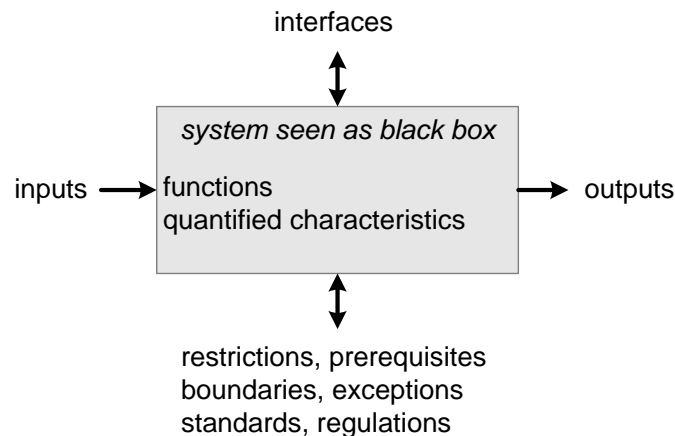 interfaces
system seen as black box
inputs
functions
quantified characteristics
outputs
restrictions, prerequisites
boundaries, exceptions
standards, regulations